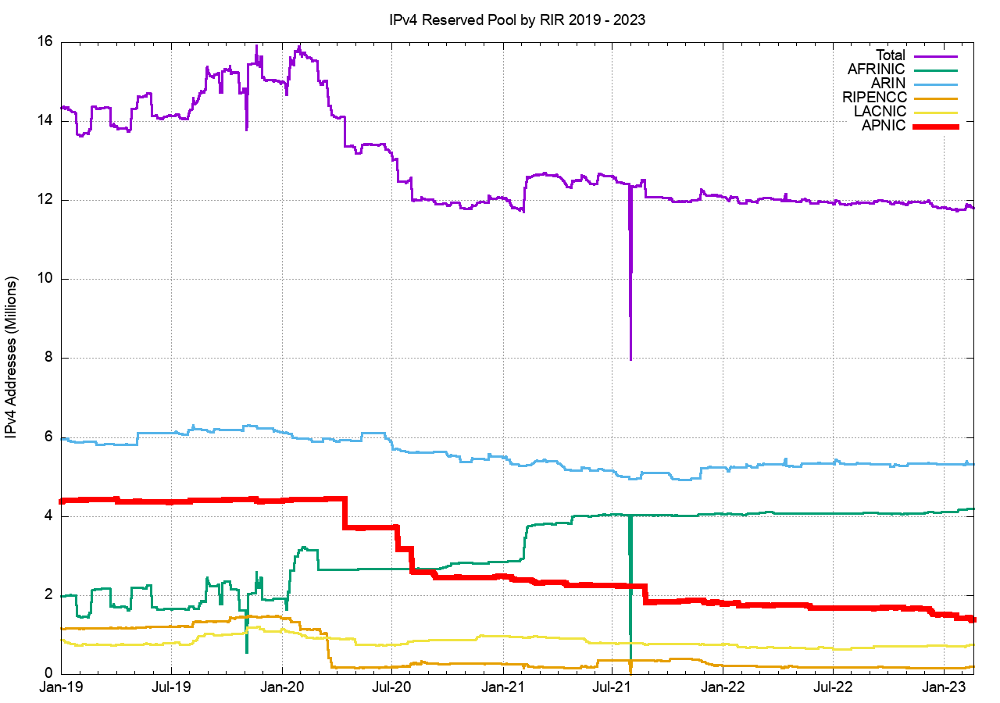 IPv4 Reserved Pool by RIR 2019 - 2023
IPv4 Addresses (Millions)
16
14
12
10
8
6
4
2
0
Total
AFRINIC
ARIN
RIPENCC
LACNIC
APNIC
Jan-19 Jul-19 Jan-20 Jul-20 Jan-21 Jul-21 Jan-22 Jul-22 Jan-23